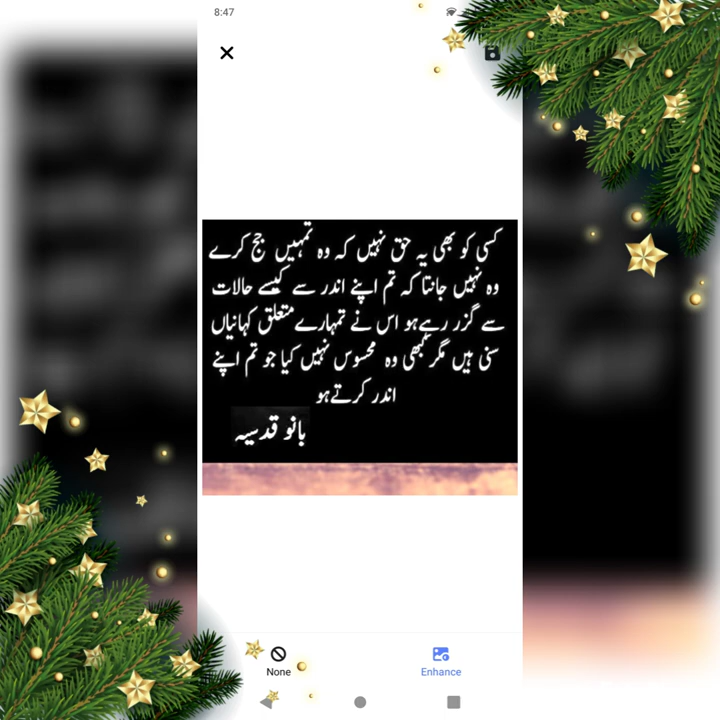 8:47
کسی کو بھی یہ حق نہیں کہ وہ تمہیں جج کرے
وہ نہیں جانتا کہ تم اپنے اندر سے کیسے حالات
سے گزر رہے ہو اس نے تمہارے متعلق کہانیاں
سنی ہیں مگر کبھی وہ محسوس نہیں کیا جو تم اپنے
اندر کرتے ہو
بانو قدسیہ
None
Enhance